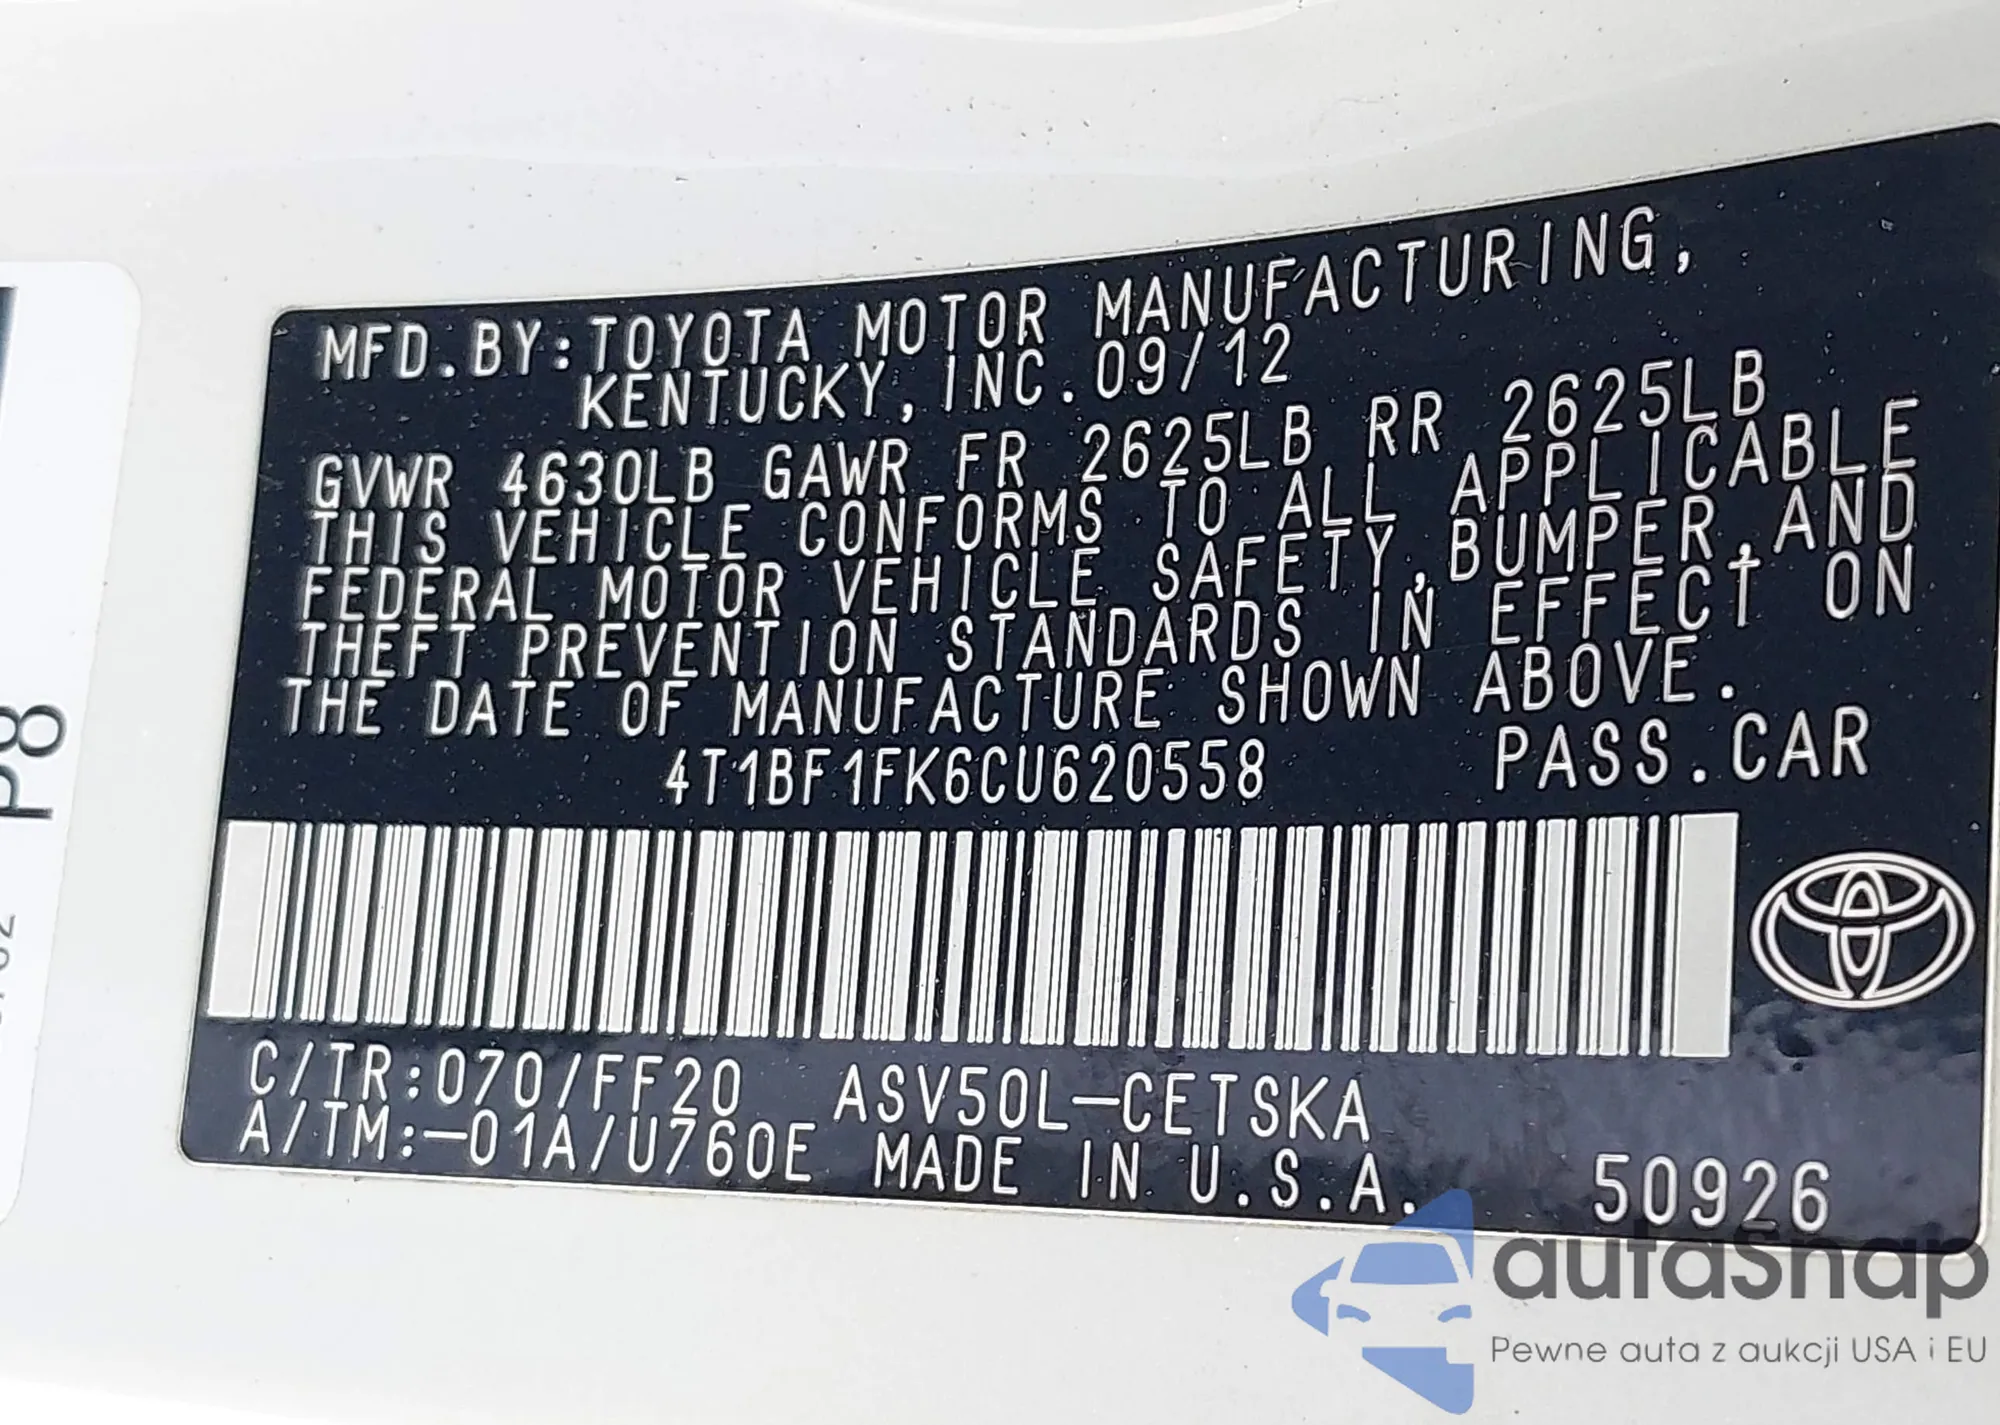 MFD.BY:TOYOTA MOTOR MANUFACTURING,
KENTUCKY, INC. 09/12
GVWR 4630LB GAWR FR 2625LB RR 2625LB
THIS VEHICLE CONFORMS TO ALL APPLICABLE
FEDERAL MOTOR VEHICLE SAFETY, BUMPER, AND
THEFT PREVENTION STANDARDS IN EFFECT ON
THE DATE OF MANUFACTURE SHOWN ABOVE.
4T1BF1FK6CU620558 PASS.CAR
C/TR:070/FF20 ASV50L-CETSKA
A/TM:-01A/U760E MADE IN U.S.A. 50926
P8
autasnap
Pewne auta z aukcji USA i EU